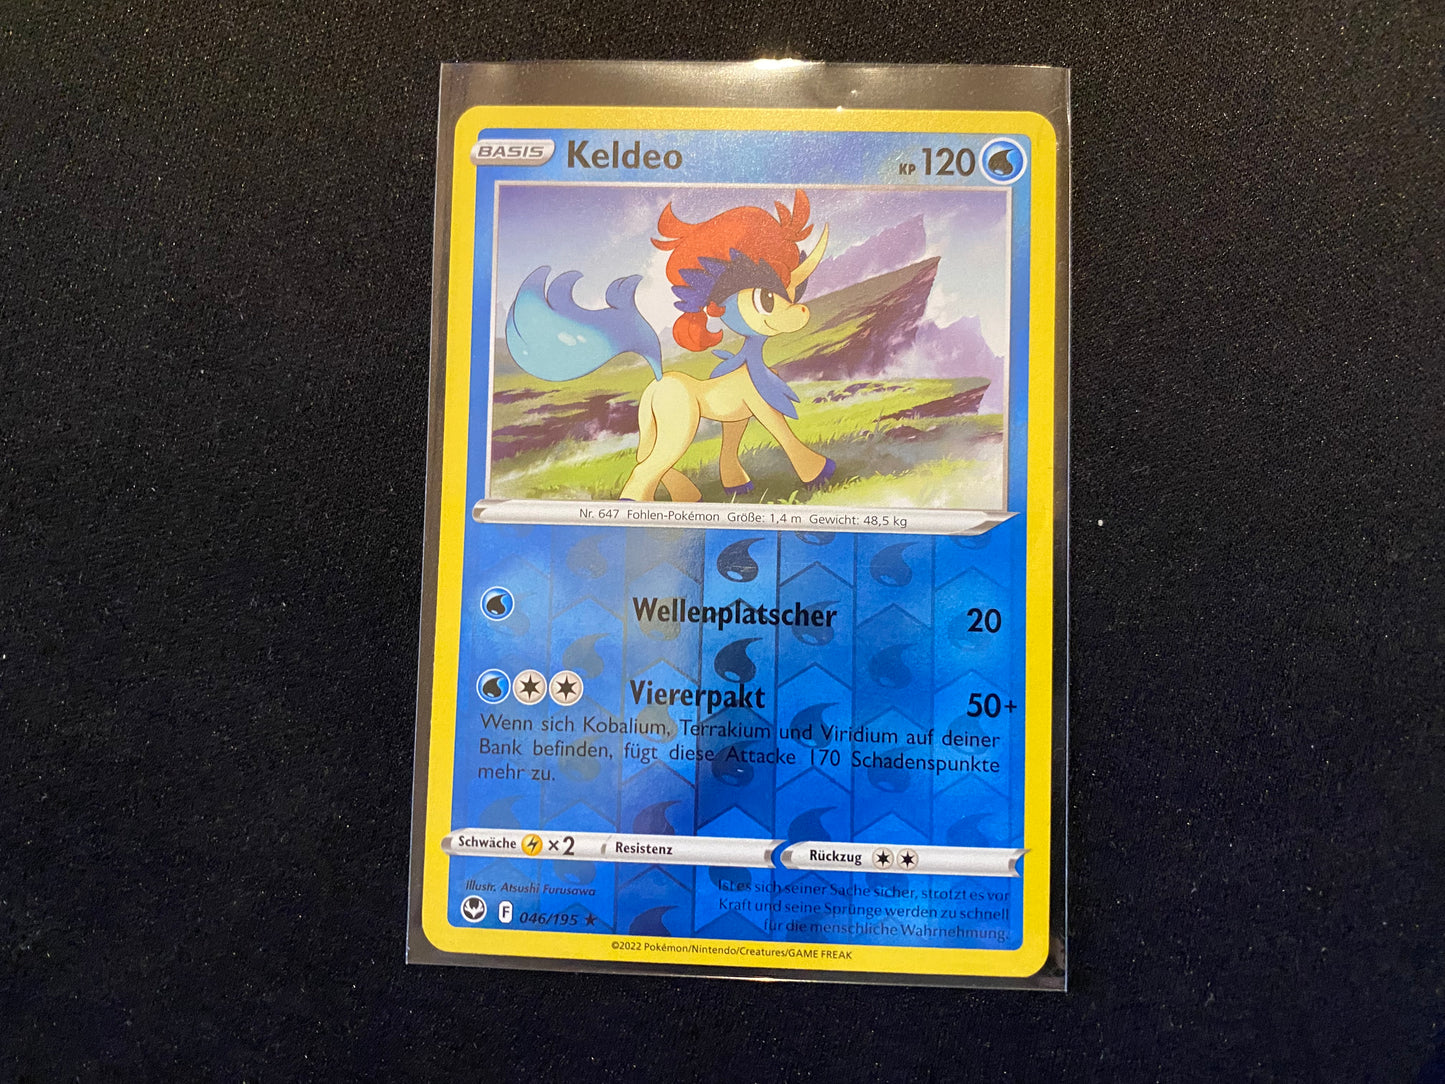 BASIS Keldeo KP 120
Nr. 647 Fohlen-Pokémon Größe: 1,4 m Gewicht: 48,5 kg
Wellenplatscher 20
Viererpakt 50+
Wenn sich Kobalium, Terrakium und Viridium auf deiner
Bank befinden, fügt diese Attacke 170 Schadenspunkte
mehr zu.
Schwäche ×2 Resistenz Rückzug
Illustr. Atsushi Furusawa
F 046/195 ★
Ist es sich seiner Sache sicher, strotzt es vor
Kraft und seine Sprünge werden zu schnell
für die menschliche Wahrnehmung.
©2022 Pokémon/Nintendo/Creatures/GAME FREAK